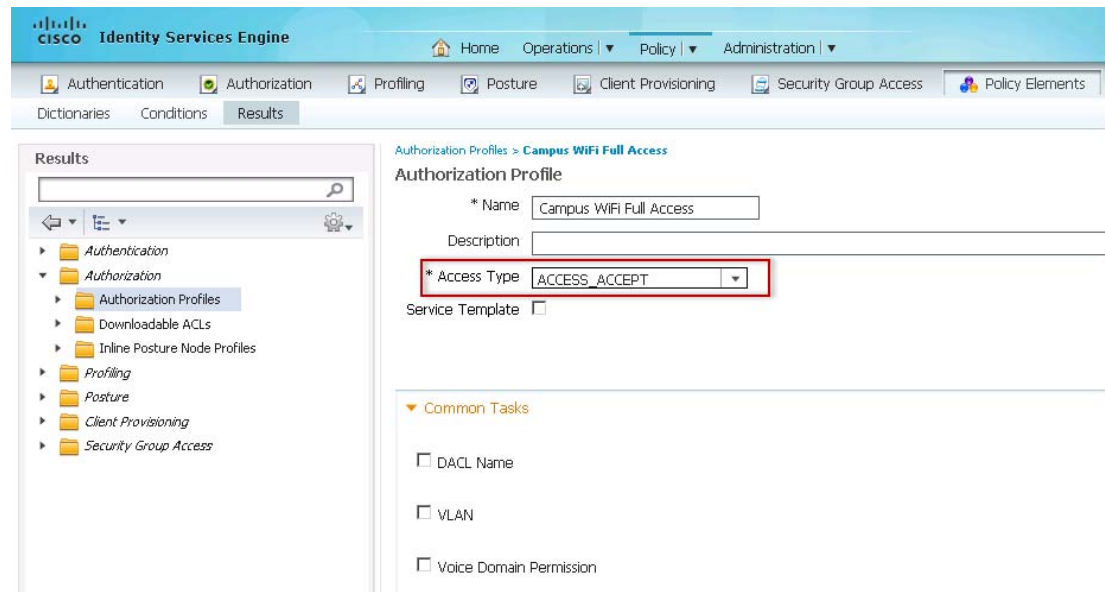 CISCO Identity Services Engine
Home Operations | ▼ Policy | ▼ Administration | ▼
Authentication Authorization Profiling Posture Client Provisioning Security Group Access Policy Elements
Dictionaries Conditions Results
Results
Authentication
Authorization
Authorization Profiles
Downloadable ACLs
Inline Posture Node Profiles
Profiling
Posture
Client Provisioning
Security Group Access
Authorization Profiles > Campus WiFi Full Access
Authorization Profile
* Name Campus WiFi Full Access
Description
* Access Type ACCESS_ACCEPT
Service Template
Common Tasks
DACL Name
VLAN
Voice Domain Permission